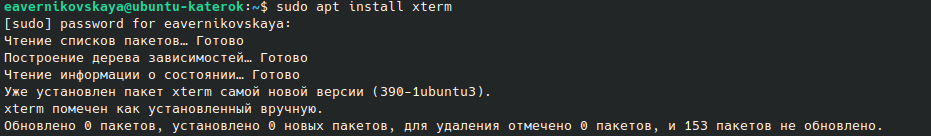 eavernikovskaya@ubuntu-katerok:~$ sudo apt install xterm
[sudo] password for eavernikovskaya:
Чтение списков пакетов… Готово
Построение дерева зависимостей… Готово
Чтение информации о состоянии… Готово
Уже установлен пакет xterm самой новой версии (390-1ubuntu3).
xterm помечен как установленный вручную.
Обновлено 0 пакетов, установлено 0 новых пакетов, для удаления отмечено 0 пакетов, и 153 пакетов не обновлено.